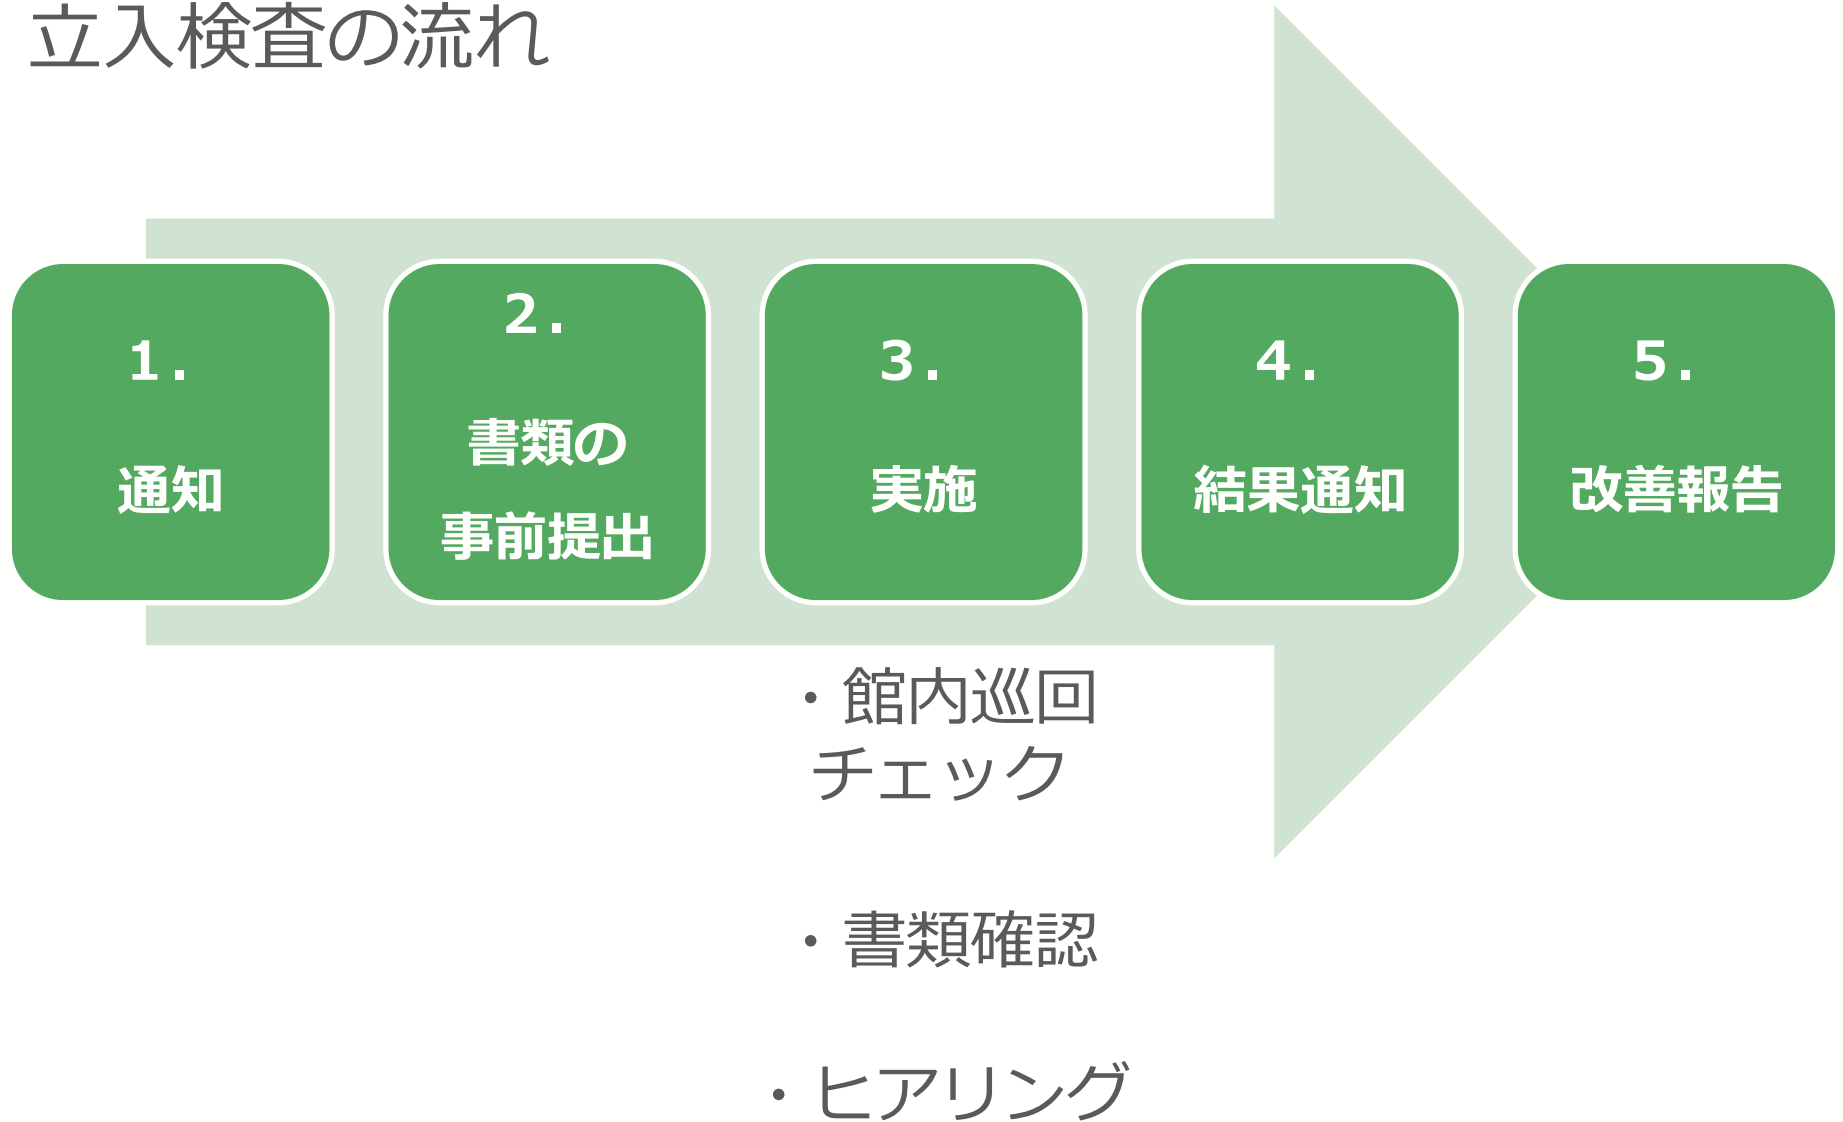 立入検査の流れ
1.
通知
2.
書類の
事前提出
3.
実施
4.
結果通知
5.
改善報告
・館内巡回
チェック
・書類確認
・ヒアリング